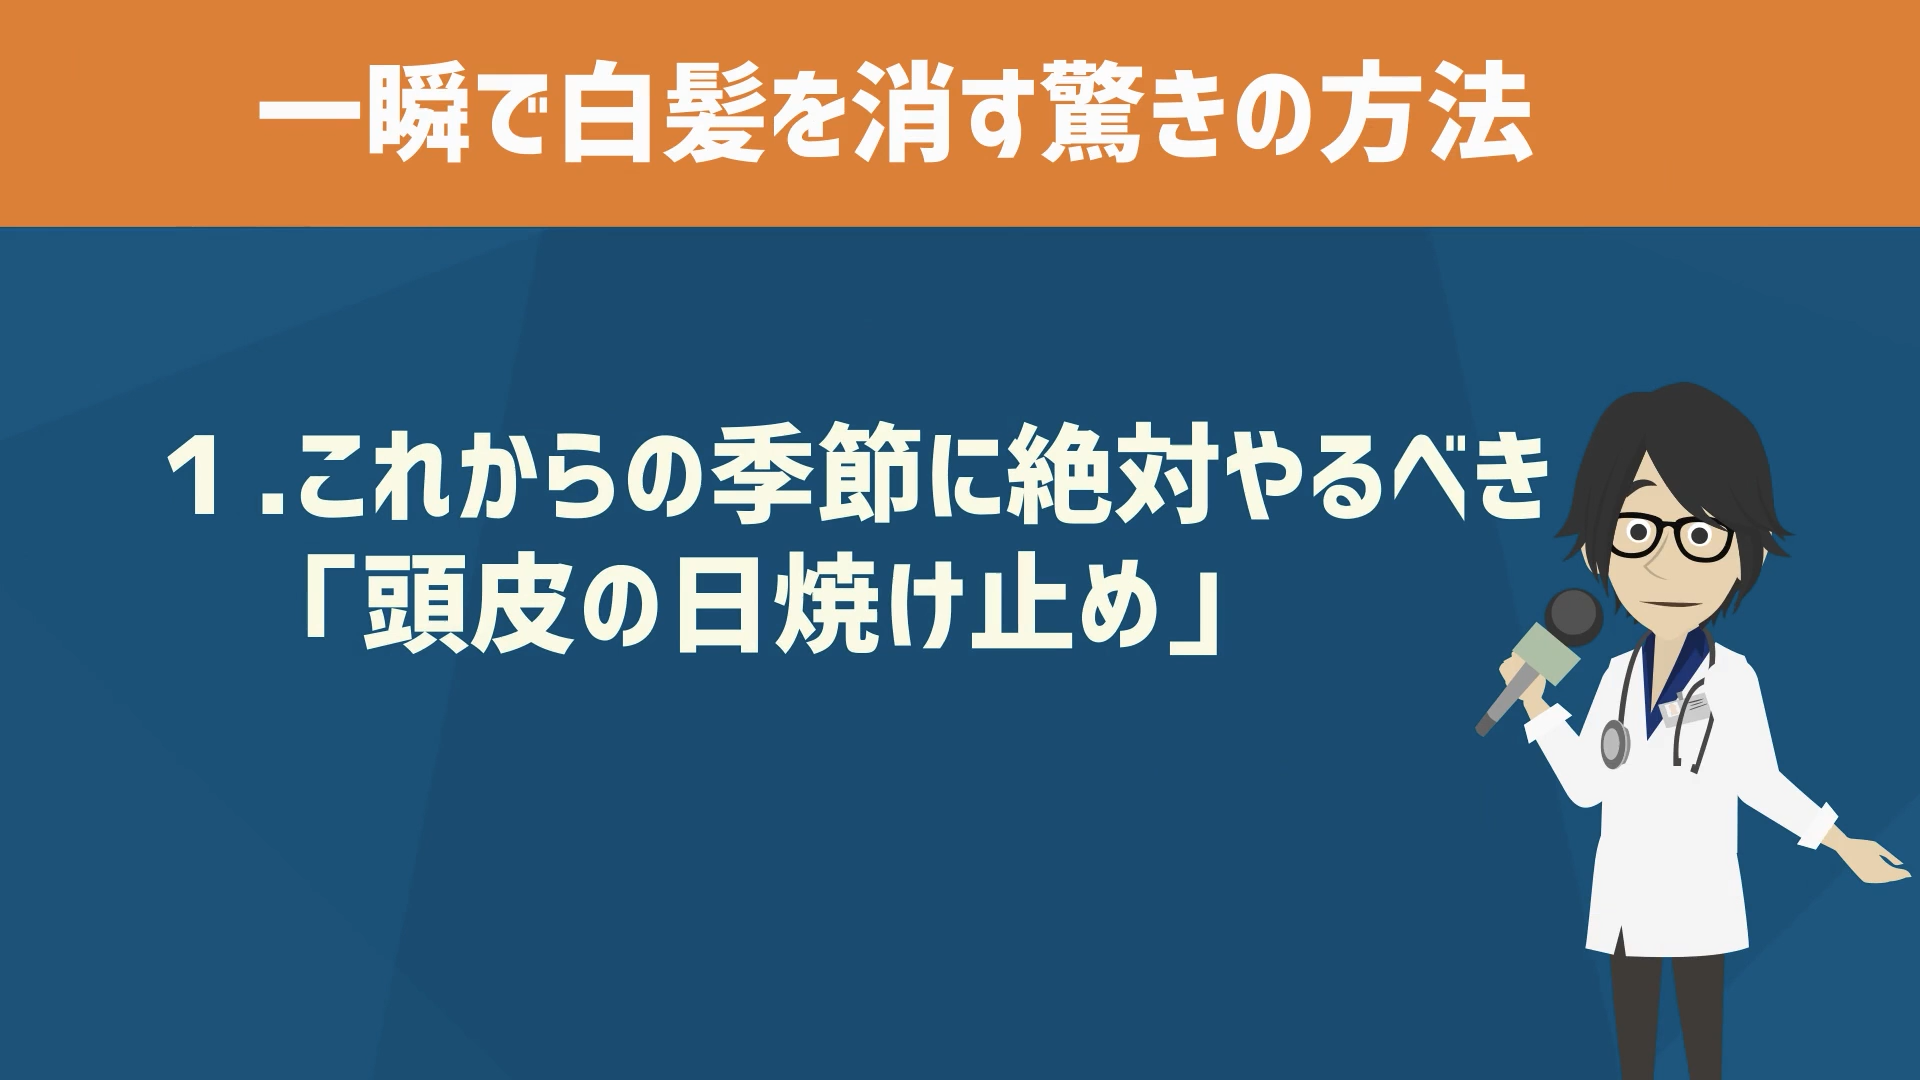 一瞬で白髪を消す驚きの方法
1.これからの季節に絶対やるべき
「頭皮の日焼け止め」